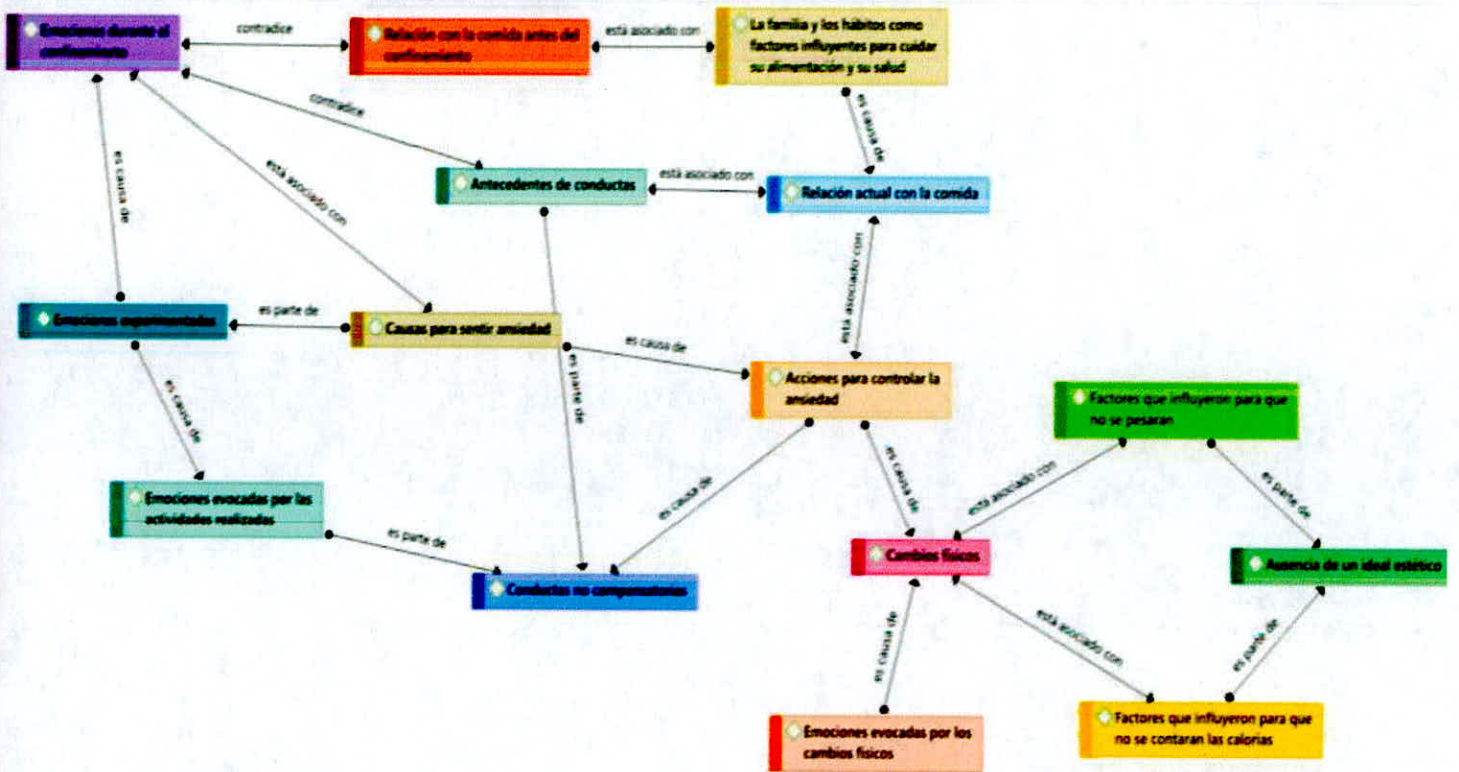 Emociones durante el
confinamiento
contradice
Relación con la comida antes del
confinamiento
está asociado con
La familia y los hábitos como
factores influyentes para cuidar
su alimentación y su salud
contradice
es causa de
es causa de
está asociado con
Antecedentes de conductas
está asociado con
Relación actual con la comida
está asociado con
Emociones experimentadas
es parte de
Causas para sentir ansiedad
es causa de
es parte de
Acciones para controlar la
ansiedad
Factores que influyeron para que
no se pesaran
es causa de
es causa de
es causa de
está asociado con
es parte de
Emociones evocadas por las
actividades realizadas
es parte de
Conductas no compensatorias
Cambios físicos
Ausencia de un ideal estético
es causa de
está asociado con
es parte de
Emociones evocadas por los
cambios físicos
Factores que influyeron para que
no se contaran las calorías